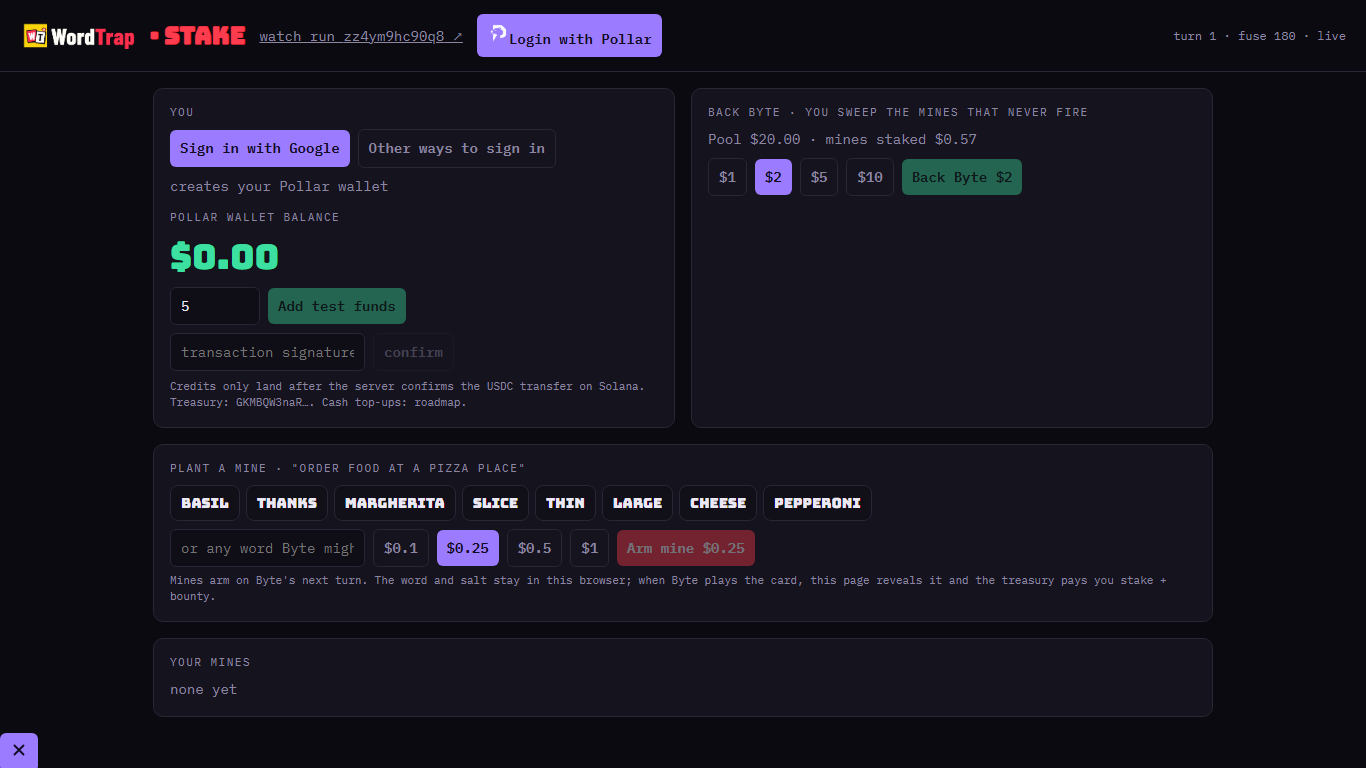 WT WordTrap
STAKE
watch run zz4ym9hc90q8 ↗
Login with Pollar
turn 1 · fuse 180 · live
YOU
Sign in with Google
Other ways to sign in
creates your Pollar wallet
POLLAR WALLET BALANCE
$0.00
5
Add test funds
transaction signature
confirm
Credits only land after the server confirms the USDC transfer on Solana.
Treasury: GKMBQW3naR…. Cash top-ups: roadmap.
BACK BYTE · YOU SWEEP THE MINES THAT NEVER FIRE
Pool $20.00 · mines staked $0.57
$1 $2 $5 $10 Back Byte $2
PLANT A MINE · "ORDER FOOD AT A PIZZA PLACE"
BASIL THANKS MARGHERITA SLICE THIN LARGE CHEESE PEPPERONI
or any word Byte migh $0.1 $0.25 $0.5 $1 Arm mine $0.25
Mines arm on Byte's next turn. The word and salt stay in this browser; when Byte plays the card, this page reveals it and the treasury pays you stake +
bounty.
YOUR MINES
none yet